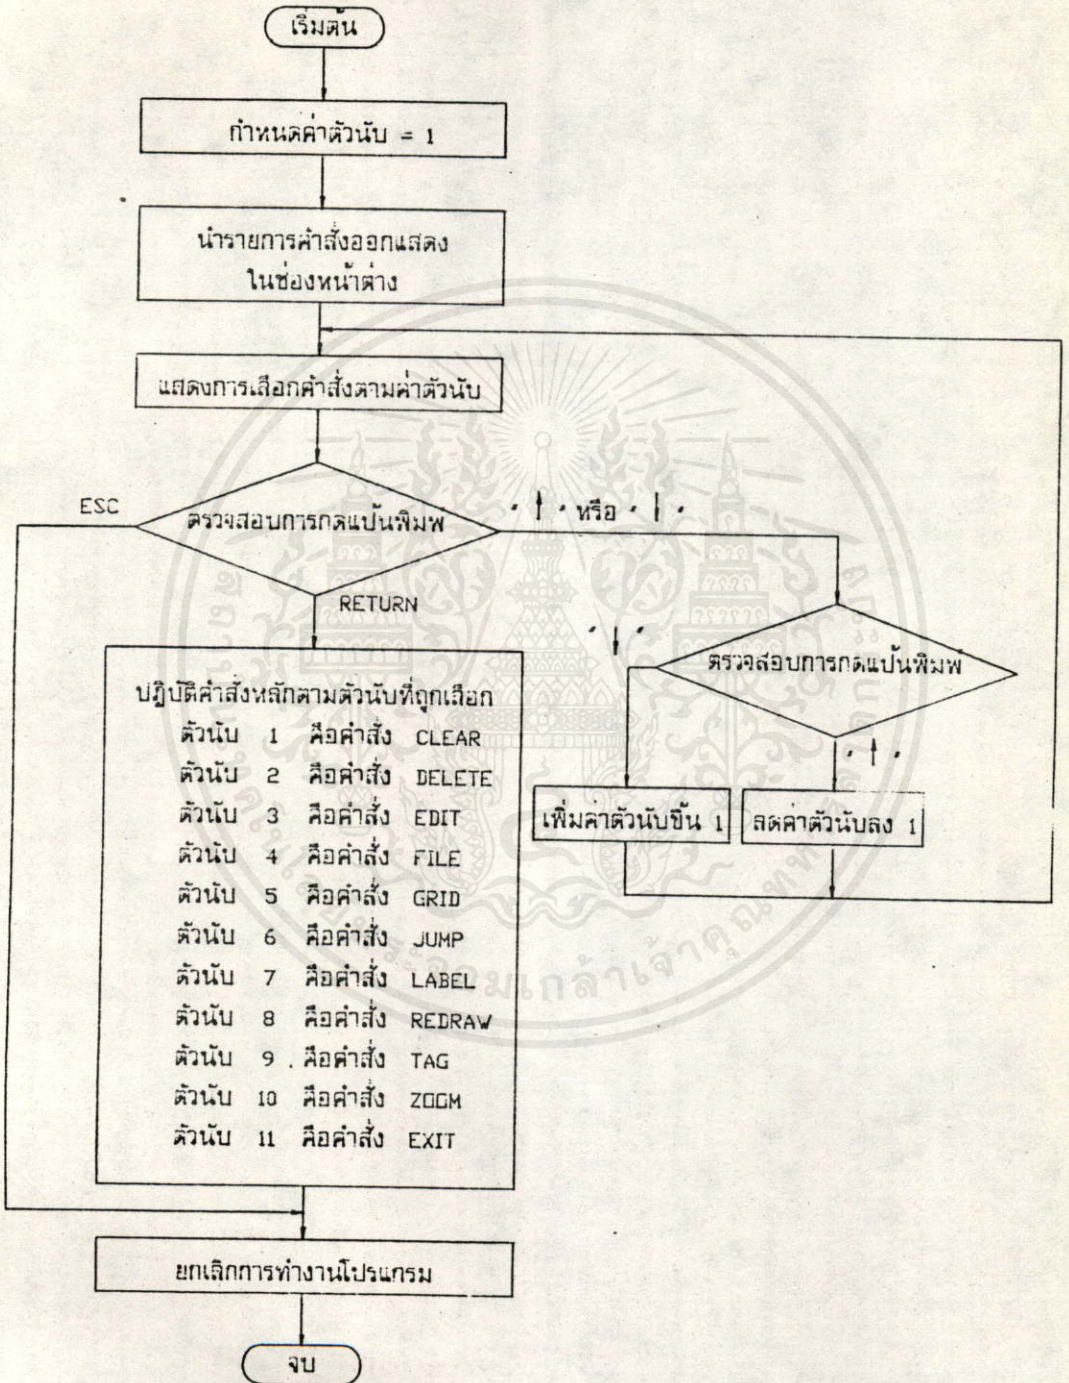 เริ่มต้น
กำหนดค่าตัวนับ = 1
นำรายการคำสั่งออกแสดง
ในช่องหน้าต่าง
แสดงการเลือกคำสั่งตามค่าตัวนับ
ESC
ตรวจสอบการกดแป้นพิมพ์
' ↑ ' หรือ ' ↓ '
RETURN
' ↓ '
ตรวจสอบการกดแป้นพิมพ์
' ↑ '
เพิ่มค่าตัวนับขึ้น 1
ลดค่าตัวนับลง 1
ปฏิบัติคำสั่งหลักตามตัวนับที่ถูกเลือก
ตัวนับ 1 คือคำสั่ง CLEAR
ตัวนับ 2 คือคำสั่ง DELETE
ตัวนับ 3 คือคำสั่ง EDIT
ตัวนับ 4 คือคำสั่ง FILE
ตัวนับ 5 คือคำสั่ง GRID
ตัวนับ 6 คือคำสั่ง JUMP
ตัวนับ 7 คือคำสั่ง LABEL
ตัวนับ 8 คือคำสั่ง REDRAW
ตัวนับ 9 คือคำสั่ง TAG
ตัวนับ 10 คือคำสั่ง ZOOM
ตัวนับ 11 คือคำสั่ง EXIT
ยกเลิกการทำงานโปรแกรม
จบ